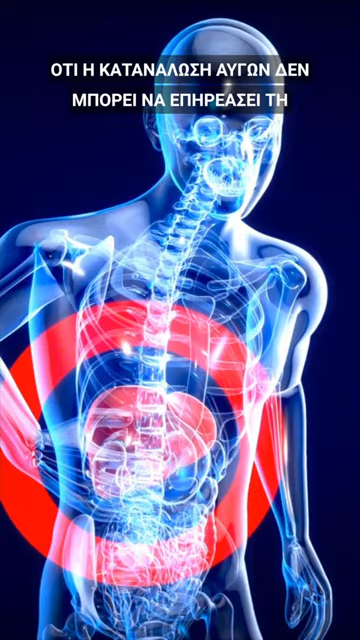 ΟΤΙ Η ΚΑΤΑΝΑΛΩΣΗ ΑΥΓΩΝ ΔΕΝ
ΜΠΟΡΕΙ ΝΑ ΕΠΗΡΕΑΣΕΙ ΤΗ